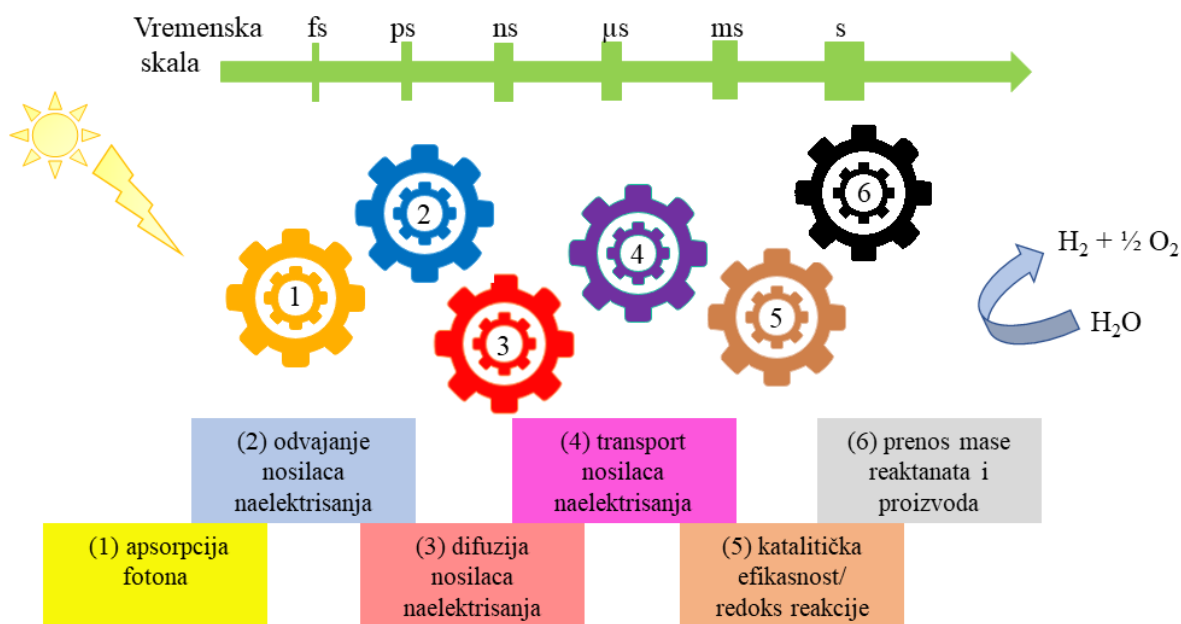 Vremenska skala
fs ps ns µs ms s
1
2
3
4
5
6
H₂ + ½ O₂
H₂O
(2) odvajanje
nosilaca
naelektrisanja
(4) transport
nosilaca
naelektrisanja
(6) prenos mase
reaktanata i
proizvoda
(1) apsorpcija
fotona
(3) difuzija
nosilaca
naelektrisanja
(5) katalitička
efikasnost/
redoks reakcije